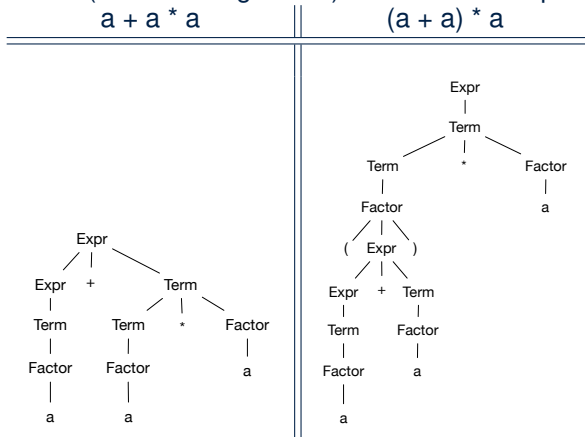 a + a * a
Expr
Expr + Term
Term Term * Factor
Factor Factor a
a a
(a + a) * a
Expr
Term
Term * Factor
Factor a
( Expr )
Expr + Term
Term Factor
Factor a
a